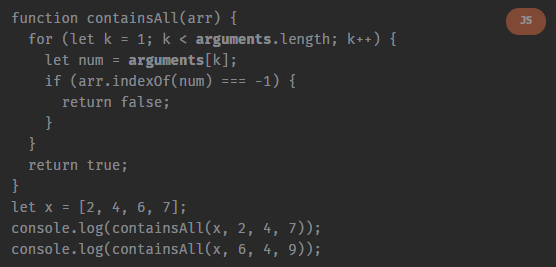 JS
function containsAll(arr) {
  for (let k = 1; k < arguments.length; k++) {
    let num = arguments[k];
    if (arr.indexOf(num) === -1) {
      return false;
    }
  }
  return true;
}
let x = [2, 4, 6, 7];
console.log(containsAll(x, 2, 4, 7));
console.log(containsAll(x, 6, 4, 9));